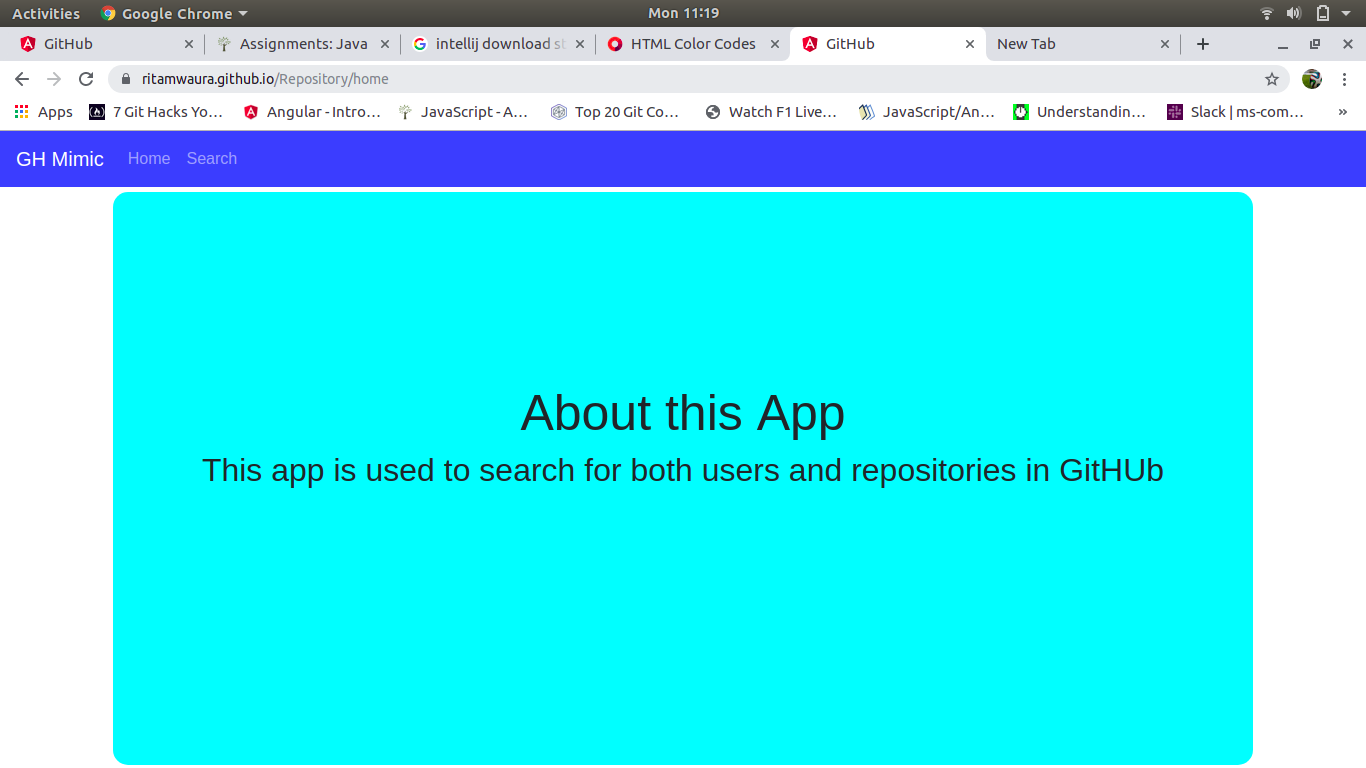 Activities Google Chrome Mon 11:19
GitHub Assignments: Java intellij download st HTML Color Codes GitHub New Tab
ritamwaura.github.io/Repository/home
Apps 7 Git Hacks Yo… Angular - Intro… JavaScript - A… Top 20 Git Co… Watch F1 Live… JavaScript/An… Understandin… Slack | ms-com… »
GH Mimic Home Search
About this App
This app is used to search for both users and repositories in GitHUb